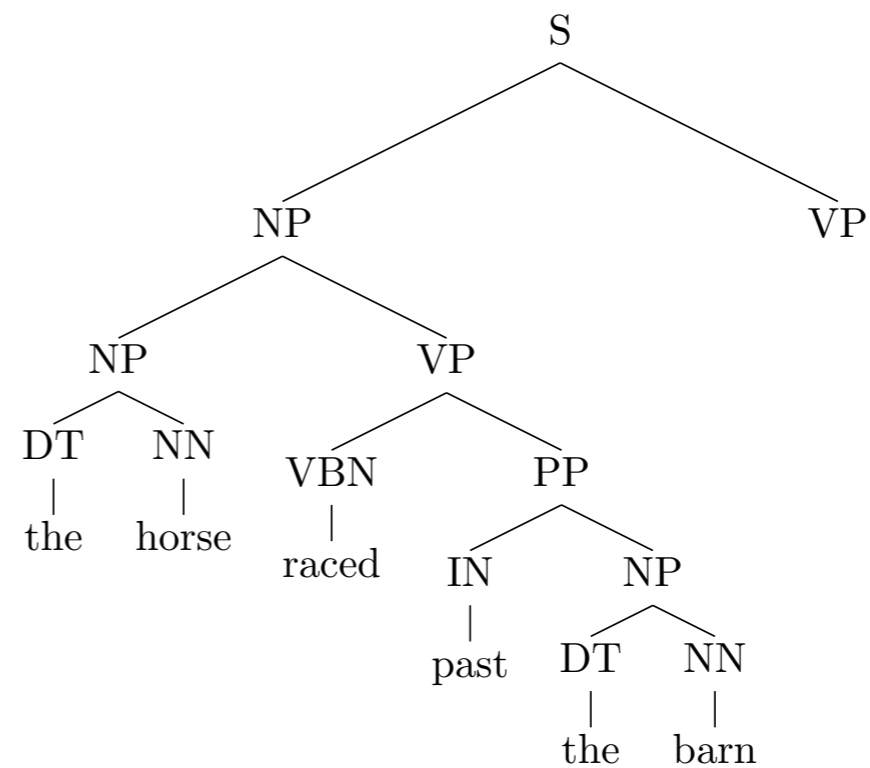 S
NP VP
NP VP
DT NN VBN PP
the horse raced IN NP
past DT NN
the barn